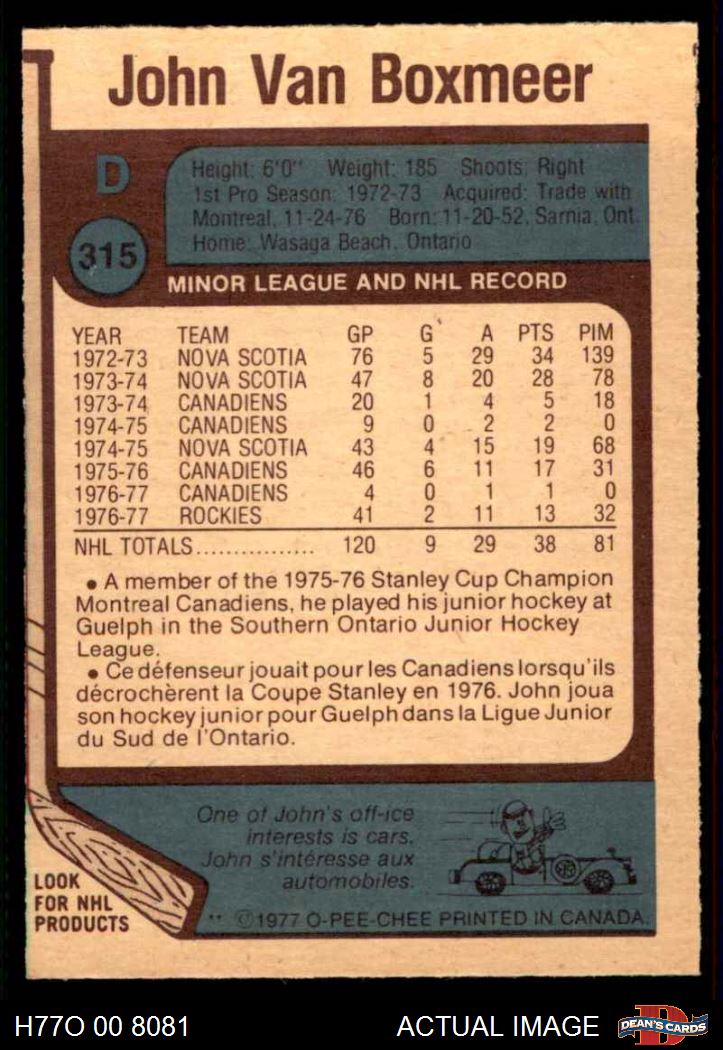 John Van Boxmeer
D
315
Height: 6'0" Weight: 185 Shoots: Right
1st Pro Season: 1972-73 Acquired: Trade with
Montreal, 11-24-76 Born: 11-20-52, Sarnia, Ont.
Home: Wasaga Beach, Ontario
MINOR LEAGUE AND NHL RECORD
YEAR TEAM GP G A PTS PIM
1972-73 NOVA SCOTIA 76 5 29 34 139
1973-74 NOVA SCOTIA 47 8 20 28 78
1973-74 CANADIENS 20 1 4 5 18
1974-75 CANADIENS 9 0 2 2 0
1974-75 NOVA SCOTIA 43 4 15 19 68
1975-76 CANADIENS 46 6 11 17 31
1976-77 CANADIENS 4 0 1 1 0
1976-77 ROCKIES 41 2 11 13 32
NHL TOTALS................ 120 9 29 38 81
• A member of the 1975-76 Stanley Cup Champion
Montreal Canadiens, he played his junior hockey at
Guelph in the Southern Ontario Junior Hockey
League.
• Ce défenseur jouait pour les Canadiens lorsqu'ils
décrochèrent la Coupe Stanley en 1976. John joua
son hockey junior pour Guelph dans la Ligue Junior
du Sud de l'Ontario.
One of John's off-ice
interests is cars.
John s'intéresse aux
automobiles.
LOOK
FOR NHL
PRODUCTS
** ©1977 O-PEE-CHEE PRINTED IN CANADA.
H77O 00 8081
ACTUAL IMAGE
D
DEAN'S CARDS